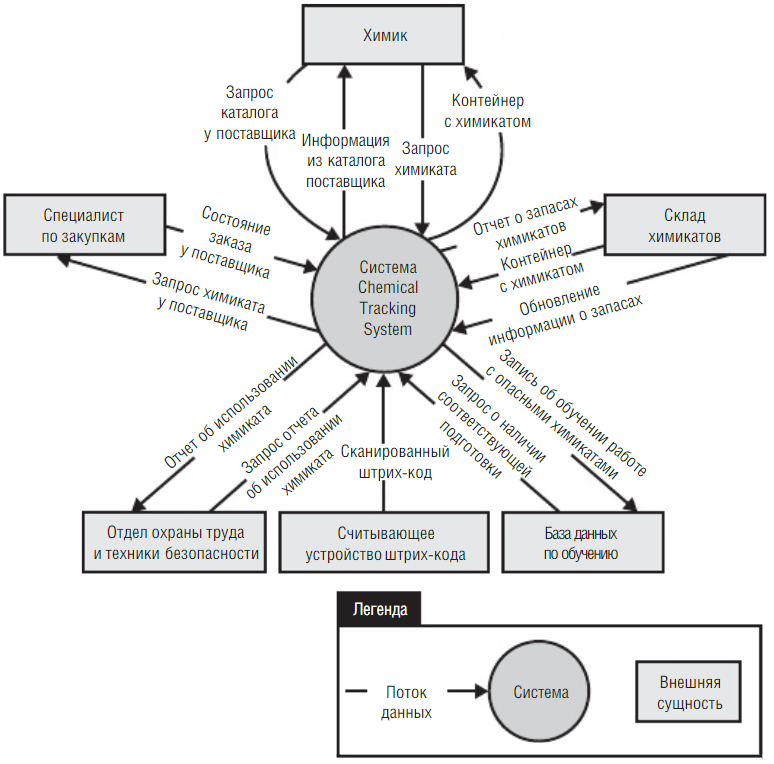 Химик
Запрос
каталога
у поставщика
Информация
из каталога
поставщика
Запрос
химиката
Контейнер
с химикатом
Специалист
по закупкам
Состояние
заказа
у поставщика
Запрос химиката
у поставщика
Система
Chemical
Tracking
System
Отчет о запасах
химикатов
Контейнер
с химикатом
Обновление
информации о запасах
Склад
химикатов
Отчет об использовании
химиката
Запрос отчета
об использовании
химиката
Сканированный
штрих-код
Запрос о наличии
соответствующей
подготовки
Запись об обучении работе
с опасными химикатами
Отдел охраны труда
и техники безопасности
Считывающее
устройство штрих-кода
База данных
по обучению
Легенда
Поток
данных
Система
Внешняя
сущность